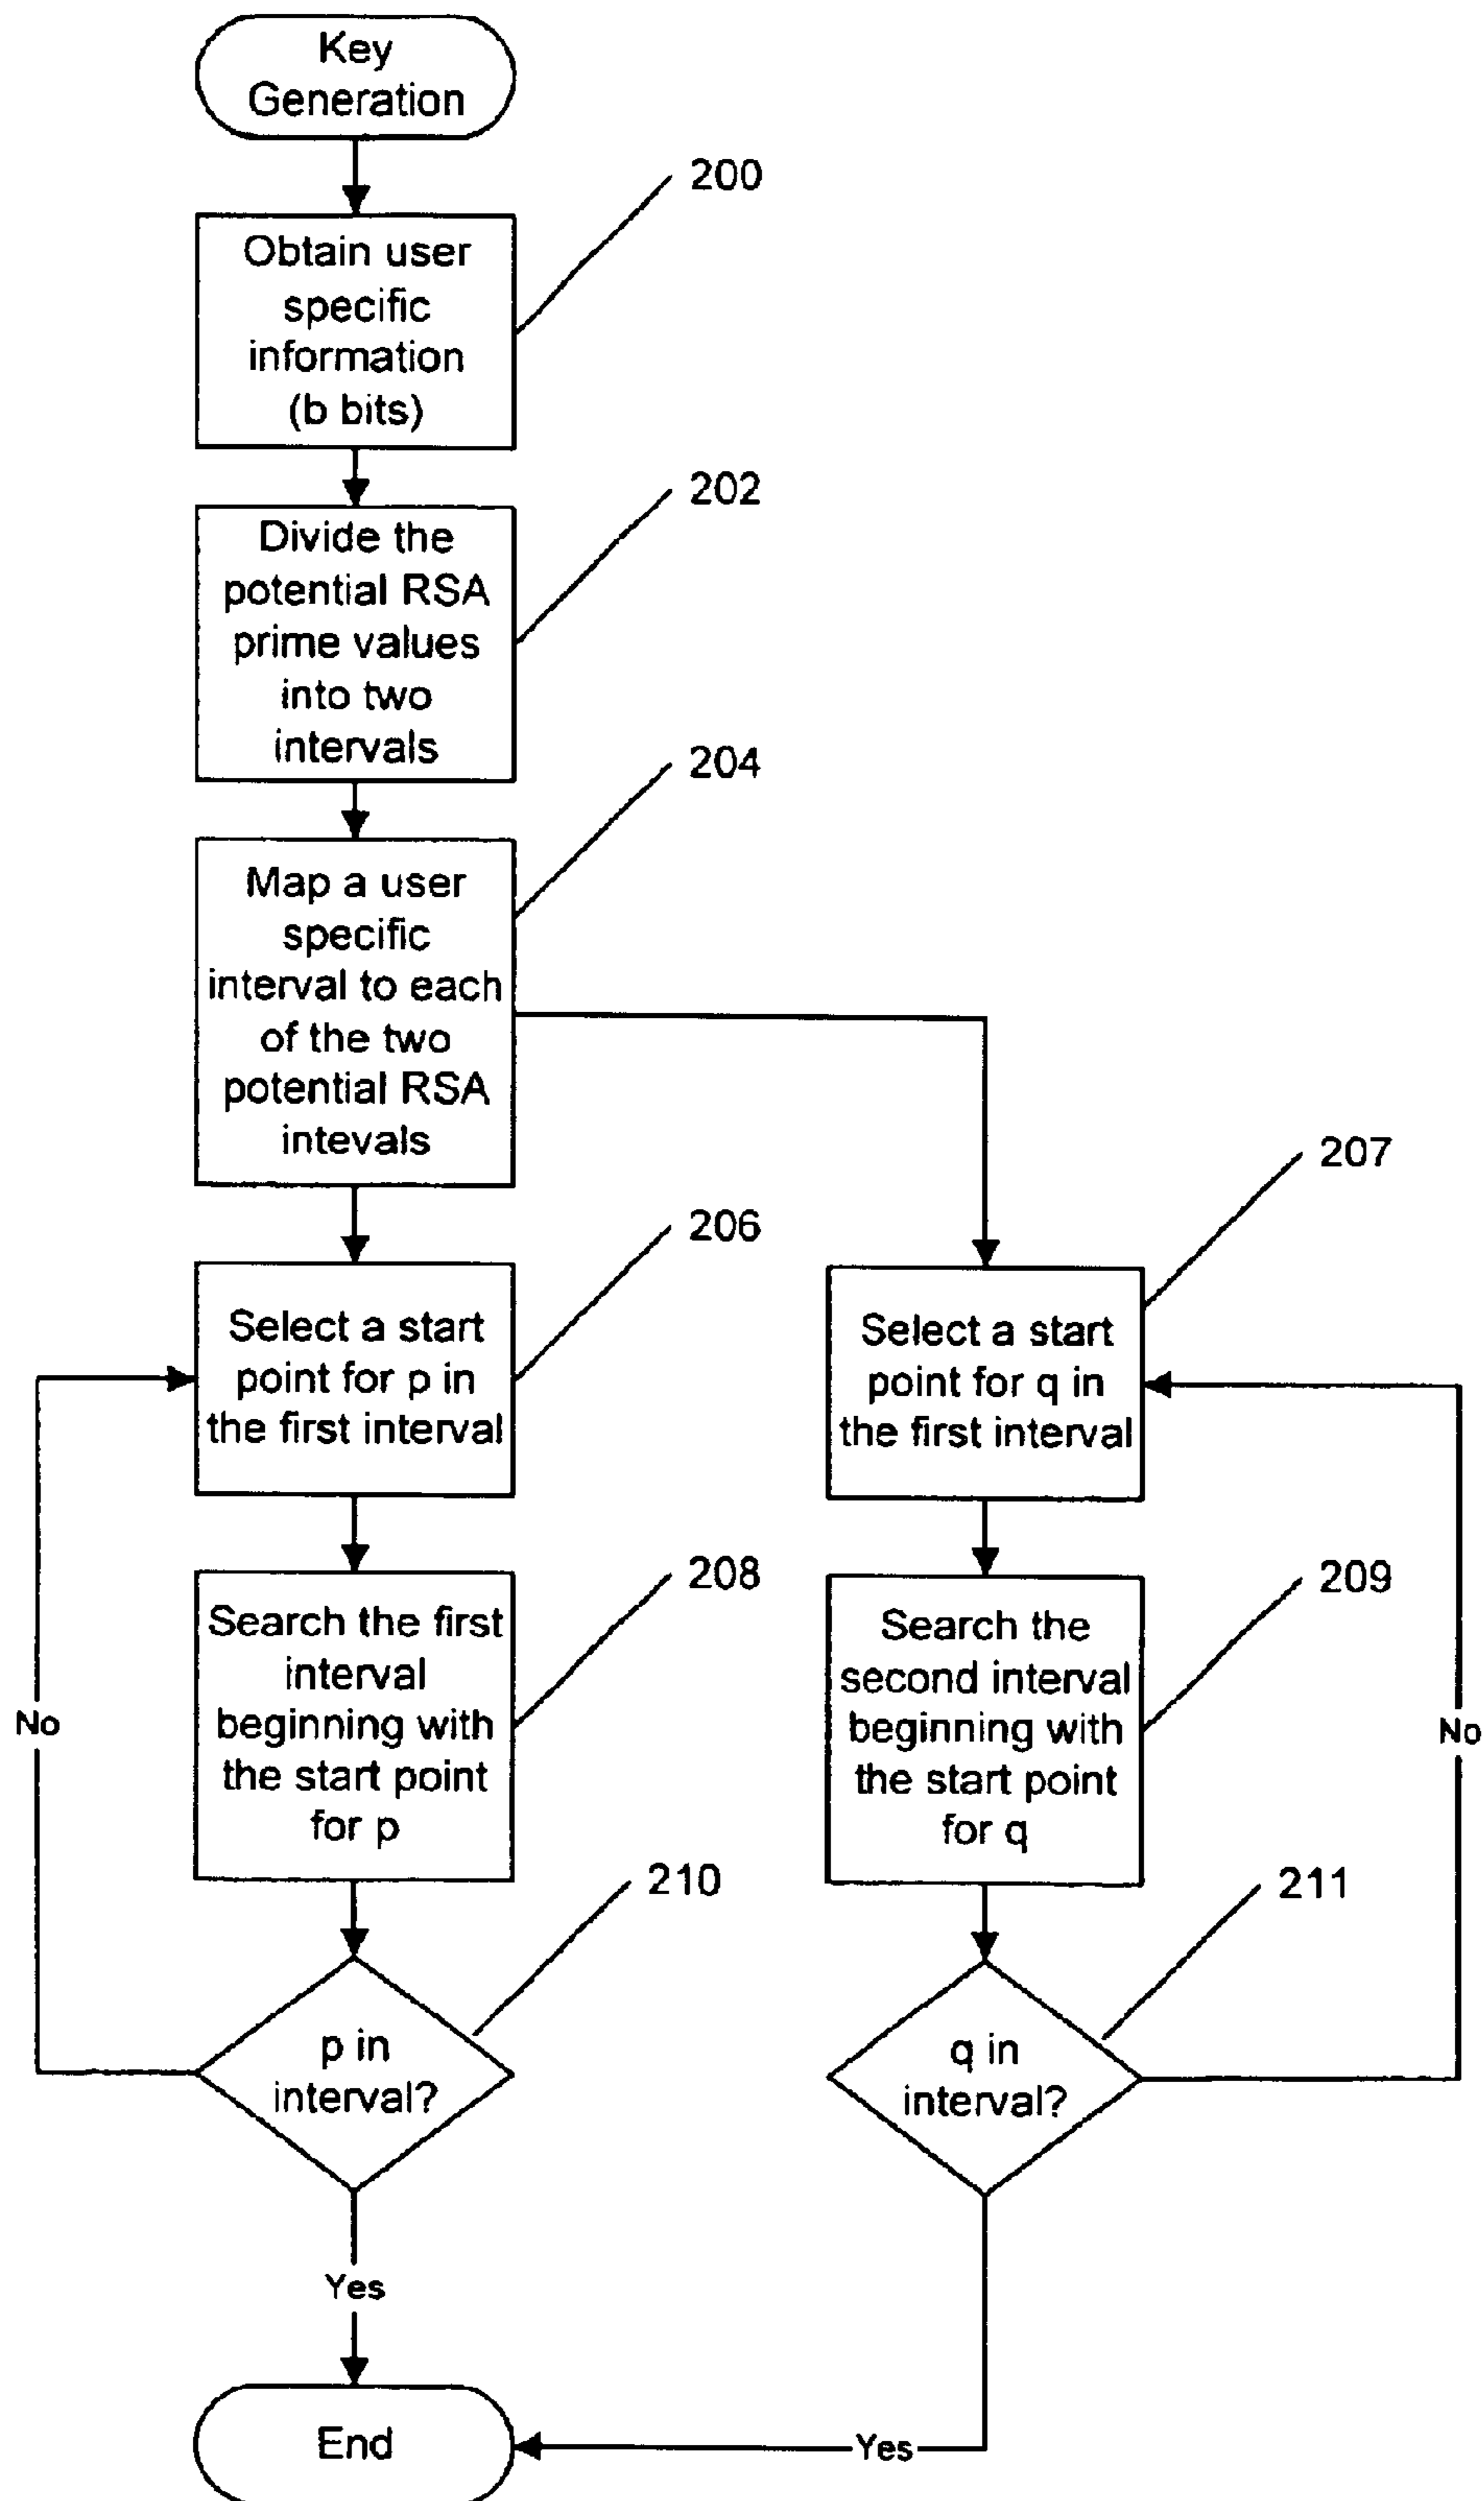 Key
Generation
200
Obtain user
specific
information
(b bits)
202
Divide the
potential RSA
prime values
into two
intervals
204
Map a user
specific
interval to each
of the two
potential RSA
intevals
206
Select a start
point for p in
the first interval
207
Select a start
point for q in
the first interval
208
Search the first
interval
beginning with
the start point
for p
209
Search the
second interval
beginning with
the start point
for q
No
No
210
p in
interval?
211
q in
interval?
Yes
Yes
End